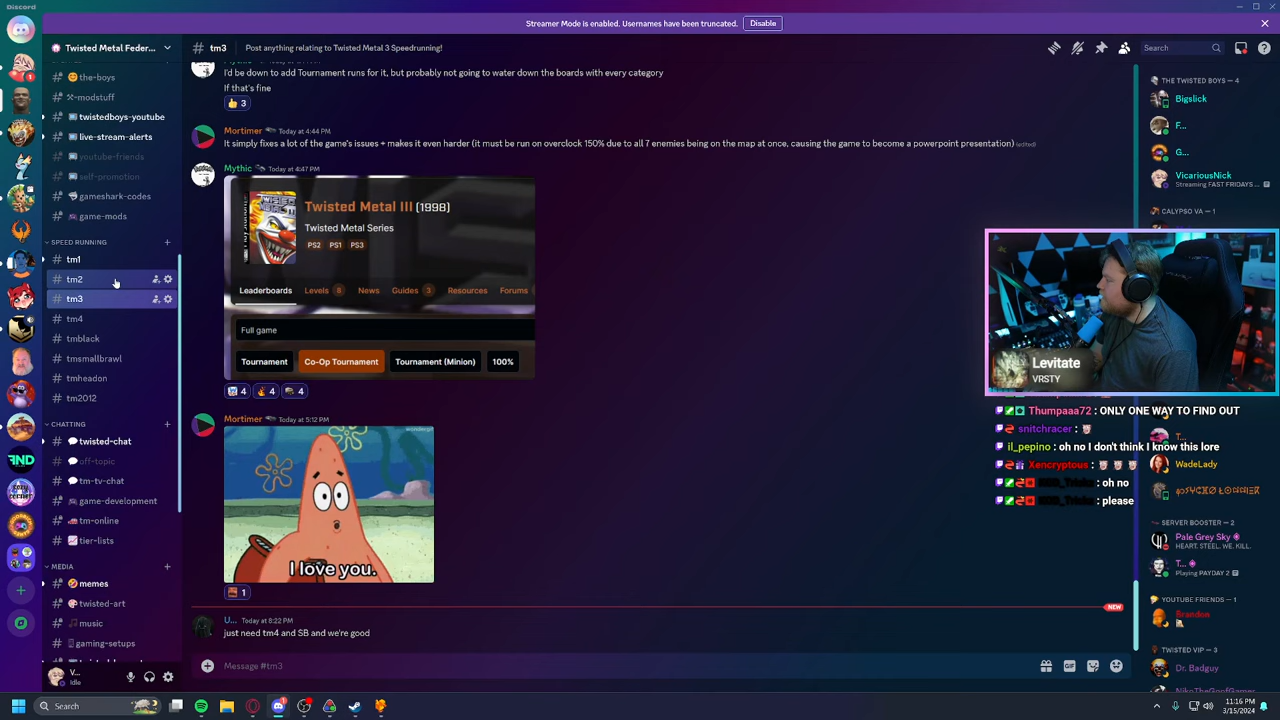 Discord
Streamer Mode is enabled. Usernames have been truncated. Disable
Twisted Metal Feder...
tm3 Post anything relating to Twisted Metal 3 Speedrunning!
Search
the-boys
modstuff
twistedboys-youtube
live-stream-alerts
youtube-friends
self-promotion
gameshark-codes
game-mods
SPEED RUNNING
tm1
tm2
tm3
tm4
tmblack
tmsmallbrawl
tmheadon
tm2012
CHATTING
twisted-chat
off-topic
tm-tv-chat
game-development
tm-online
tier-lists
MEDIA
memes
twisted-art
music
gaming-setups
V...
Idle
I'd be down to add Tournament runs for it, but probably not going to water down the boards with every category
If that's fine
3
Mortimer Today at 4:44 PM
It simply fixes a lot of the game's issues + makes it even harder (it must be run on overclock 150% due to all 7 enemies being on the map at once, causing the game to become a powerpoint presentation) (edited)
Mythic Today at 4:47 PM
Twisted Metal III (1998)
Twisted Metal Series
PS2 PS1 PS3
Leaderboards Levels 8 News Guides 3 Resources Forums
Full game
Tournament Co-Op Tournament Tournament (Minion) 100%
4 4 4
Mortimer Today at 5:12 PM
I love you.
1
NEW
U... Today at 8:22 PM
just need tm4 and SB and we're good
Message #tm3
GIF
THE TWISTED BOYS — 4
Bigslick
F...
G...
VicariousNick
Streaming FAST FRIDAYS ...
CALYPSO VA — 1
Levitate
VRSTY
Thumpaaa72 : ONLY ONE WAY TO FIND OUT
snitchracer :
il_pepino : oh no I don't think I know this lore
Xencryptous :
: oh no
: please
T...
WadeLady
SERVER BOOSTER — 2
Pale Grey Sky
HEART. STEEL. WE. KILL.
T...
Playing PAYDAY 2
YOUTUBE FRIENDS — 1
Brandon
TWISTED VIP — 3
Dr. Badguy
NikoTheGoofGamer
Search
11:16 PM
3/15/2024